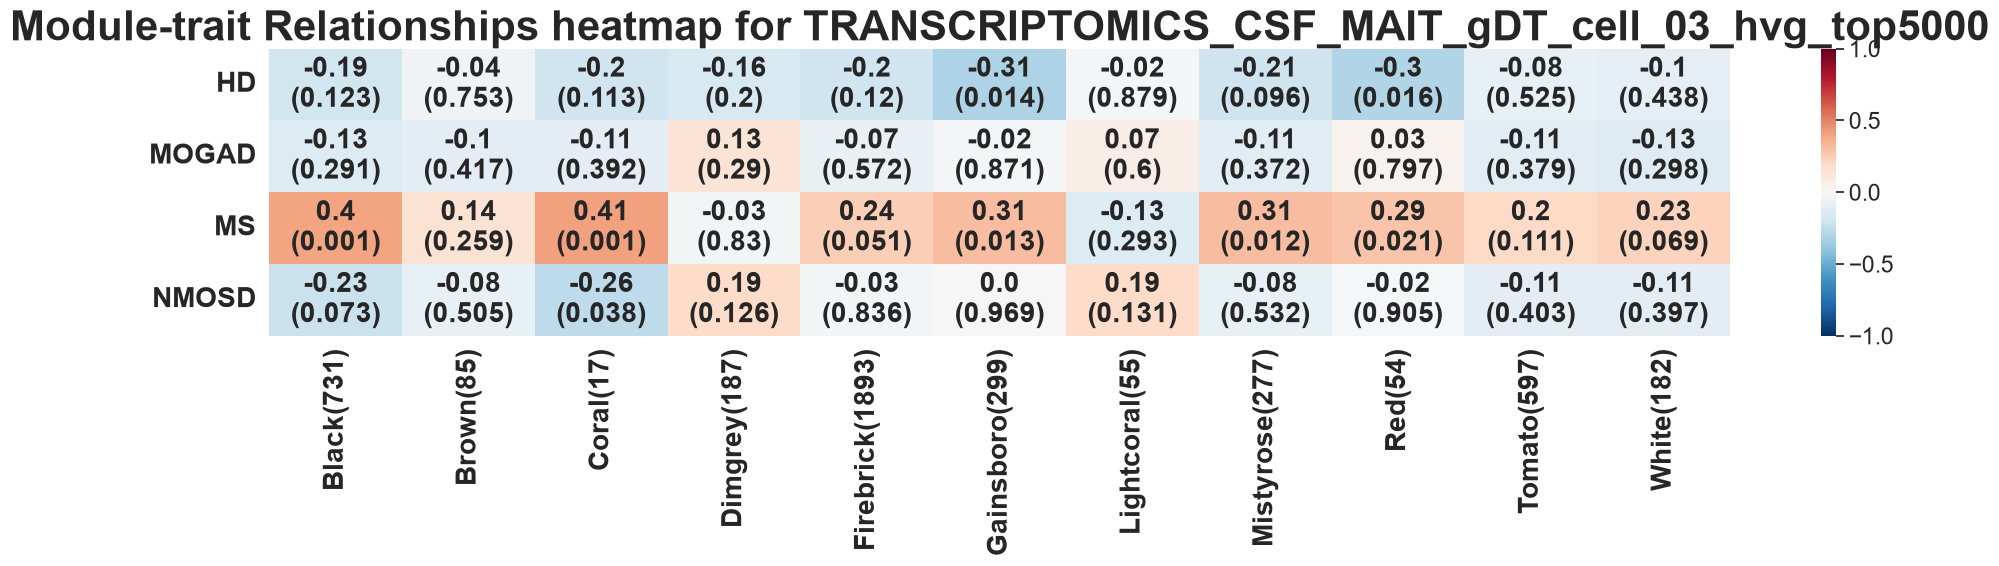 Module-trait Relationships heatmap for TRANSCRIPTOMICS_CSF_MAIT_gDT_cell_03_hvg_top5000
HD -0.19 -0.04 -0.2 -0.16 -0.2 -0.31 -0.02 -0.21 -0.3 -0.08 -0.1
(0.123) (0.753) (0.113) (0.2) (0.12) (0.014) (0.879) (0.096) (0.016) (0.525) (0.438)
MOGAD -0.13 -0.1 -0.11 0.13 -0.07 -0.02 0.07 -0.11 0.03 -0.11 -0.13
(0.291) (0.417) (0.392) (0.29) (0.572) (0.871) (0.6) (0.372) (0.797) (0.379) (0.298)
MS 0.4 0.14 0.41 -0.03 0.24 0.31 -0.13 0.31 0.29 0.2 0.23
(0.001) (0.259) (0.001) (0.83) (0.051) (0.013) (0.293) (0.012) (0.021) (0.111) (0.069)
NMOSD -0.23 -0.08 -0.26 0.19 -0.03 0.0 0.19 -0.08 -0.02 -0.11 -0.11
(0.073) (0.505) (0.038) (0.126) (0.836) (0.969) (0.131) (0.532) (0.905) (0.403) (0.397)
Black(731)
Brown(85)
Coral(17)
Dimgrey(187)
Firebrick(1893)
Gainsboro(299)
Lightcoral(55)
Mistyrose(277)
Red(54)
Tomato(597)
White(182)
1.0
0.5
0.0
−0.5
−1.0